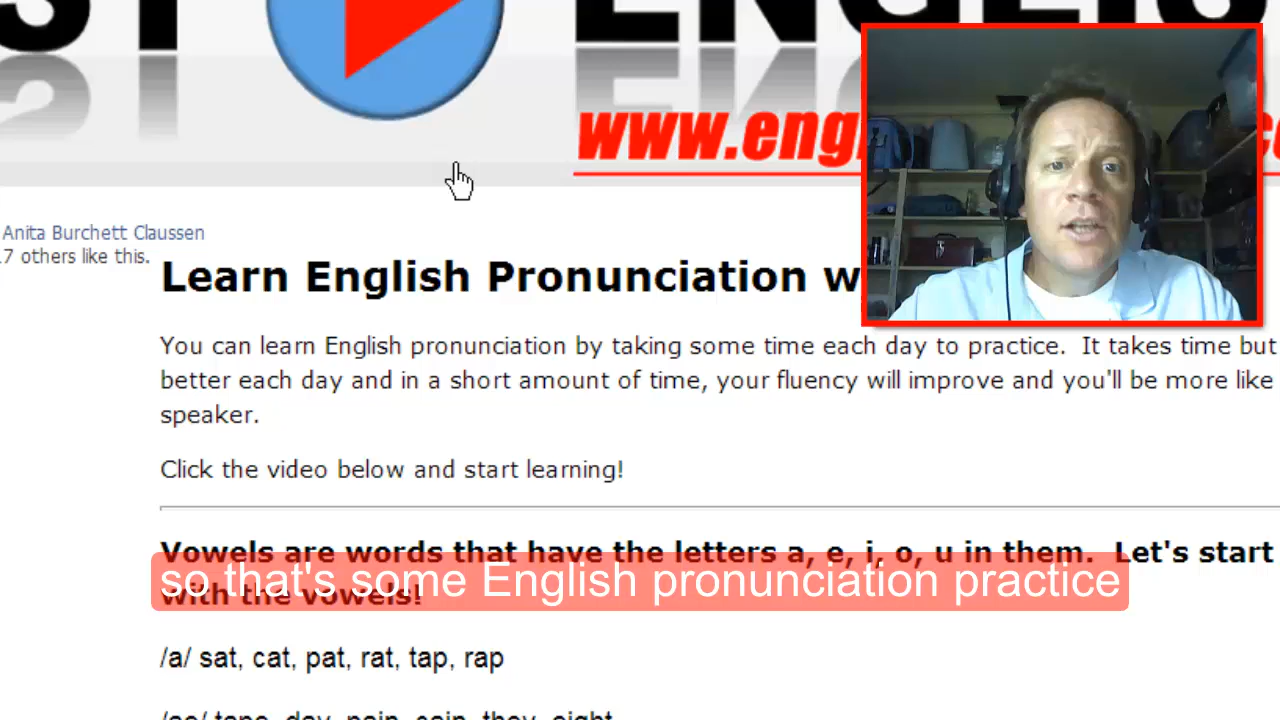 ENGLIS
www.eng
Anita Burchett Claussen
17 others like this.
Learn English Pronunciation w
You can learn English pronunciation by taking some time each day to practice. It takes time but
better each day and in a short amount of time, your fluency will improve and you'll be more like
speaker.
Click the video below and start learning!
Vowels are words that have the letters a, e, i, o, u in them. Let's start
with the vowels!
so that's some English pronunciation practice
/a/ sat, cat, pat, rat, tap, rap